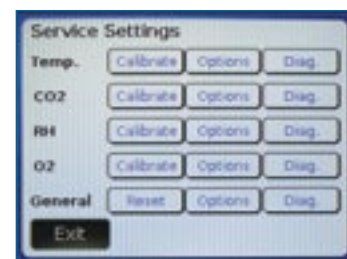 Service Settings
Temp. Calibrate Options Diag.
CO2 Calibrate Options Diag.
RH Calibrate Options Diag.
O2 Calibrate Options Diag.
General Reset Options Diag.
Exit